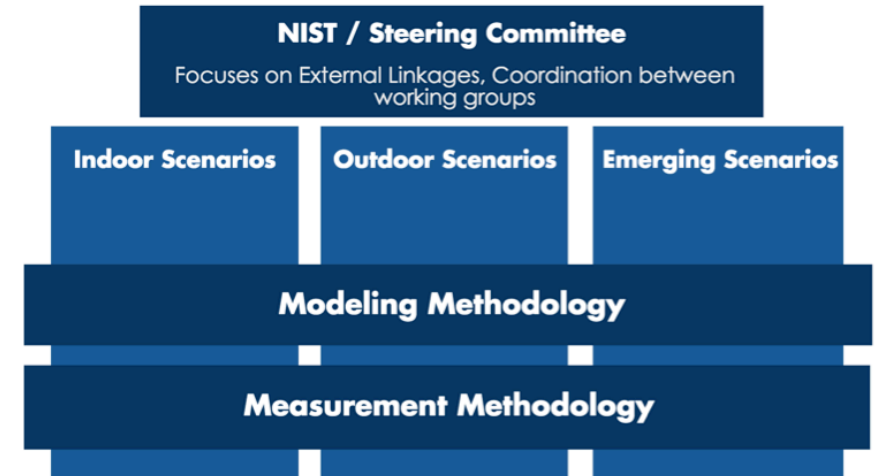 NIST / Steering Committee
Focuses on External Linkages, Coordination between
working groups
Indoor Scenarios
Outdoor Scenarios
Emerging Scenarios
Modeling Methodology
Measurement Methodology